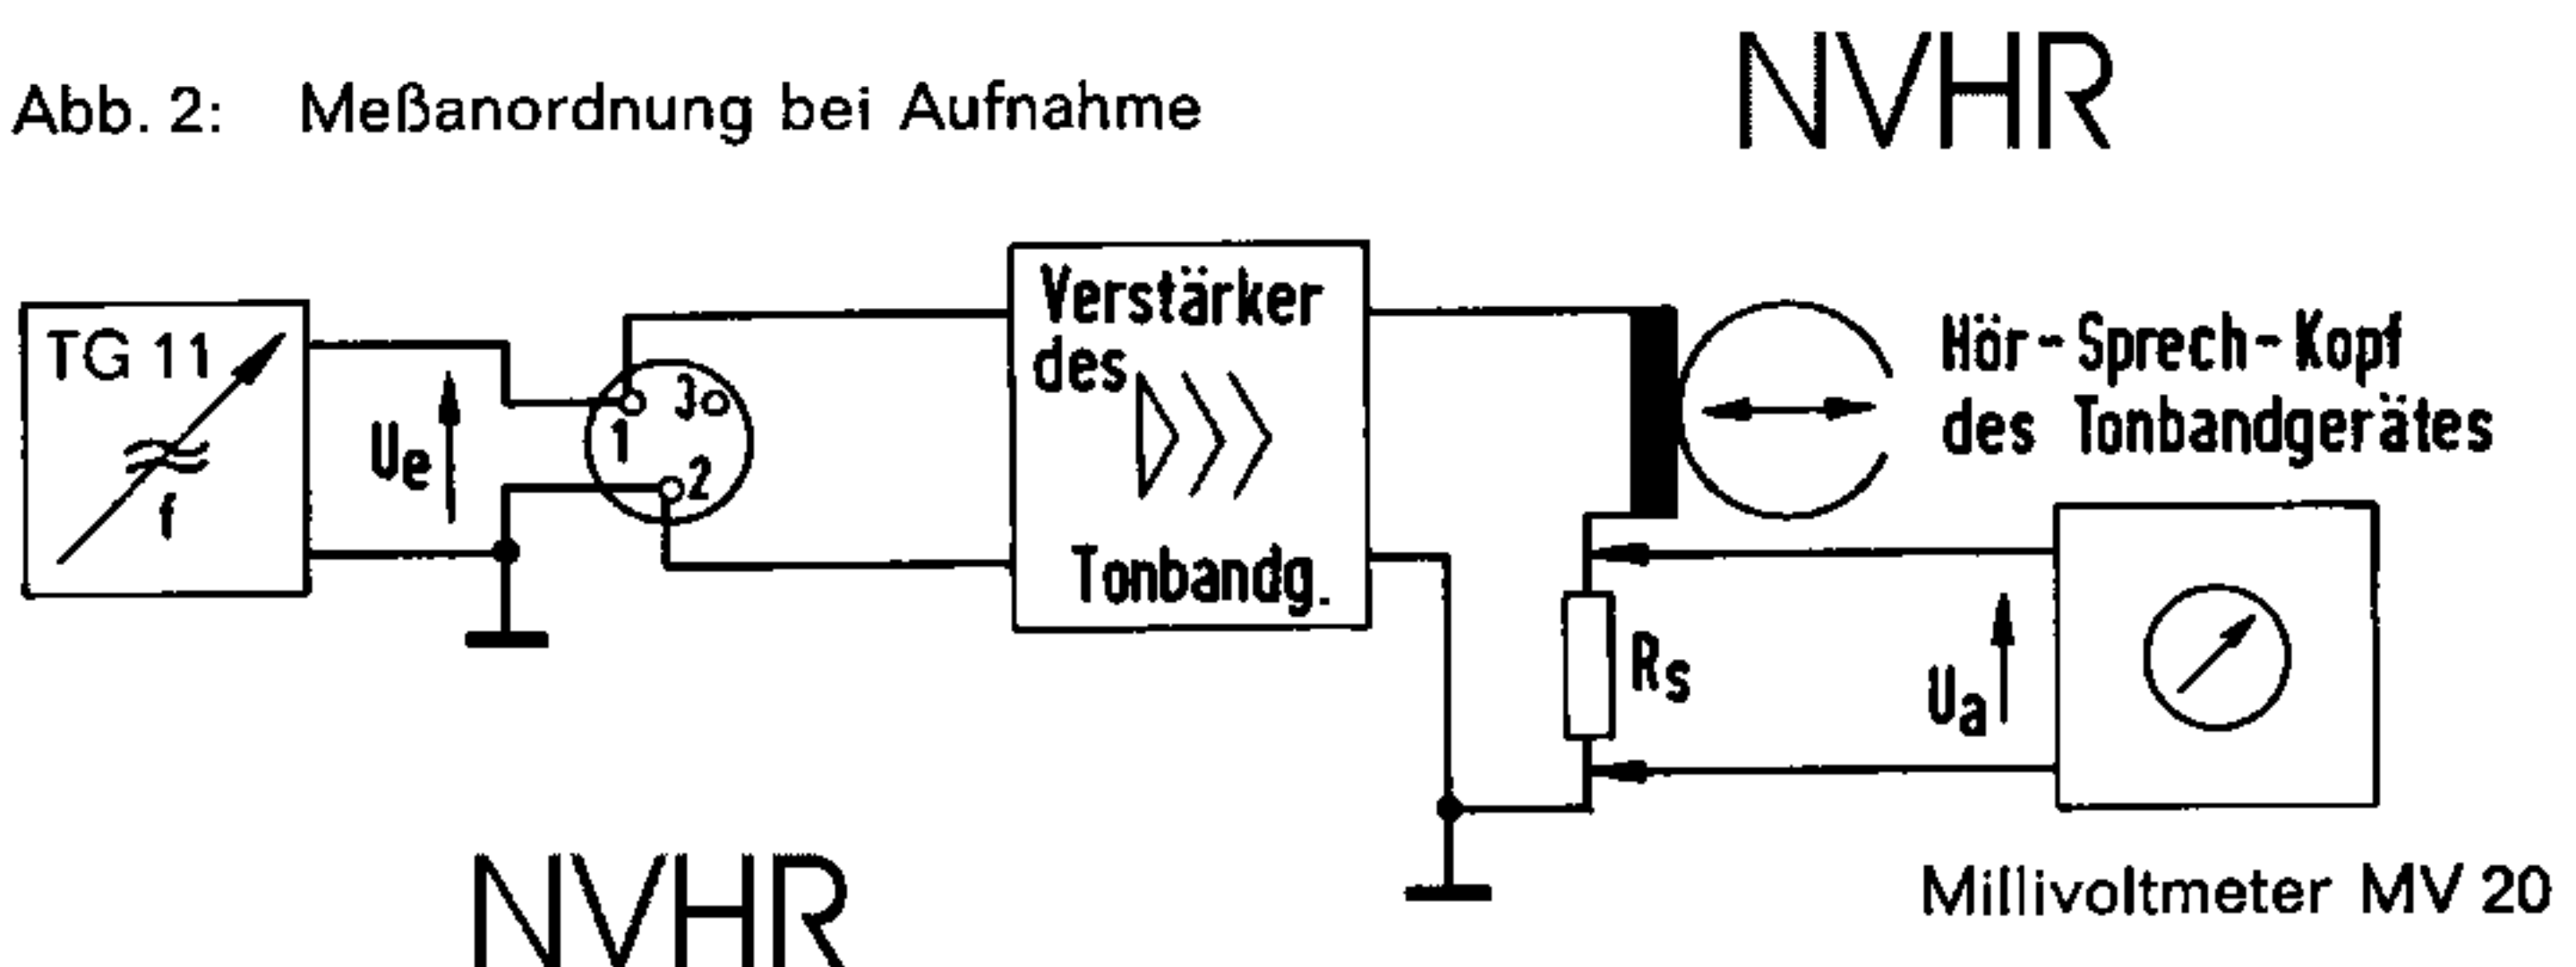 NVHR
Abb. 2: Meßanordnung bei Aufnahme
TG 11
f
Ue
1
3
2
Verstärker
des
Tonbandg.
Hör-Sprech-Kopf
des Tonbandgerätes
Rs
Ua
Millivoltmeter MV 20
NVHR